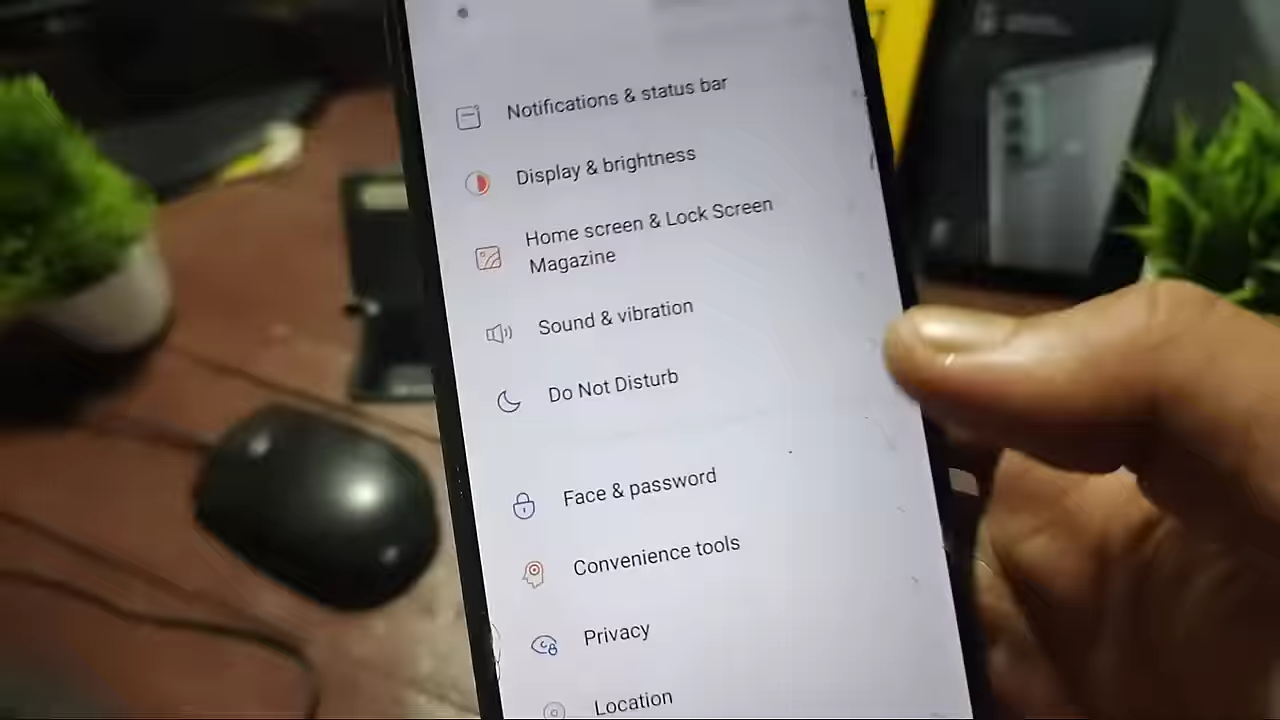 Notifications & status bar
Display & brightness
Home screen & Lock Screen
Magazine
Sound & vibration
Do Not Disturb
Face & password
Convenience tools
Privacy
Location